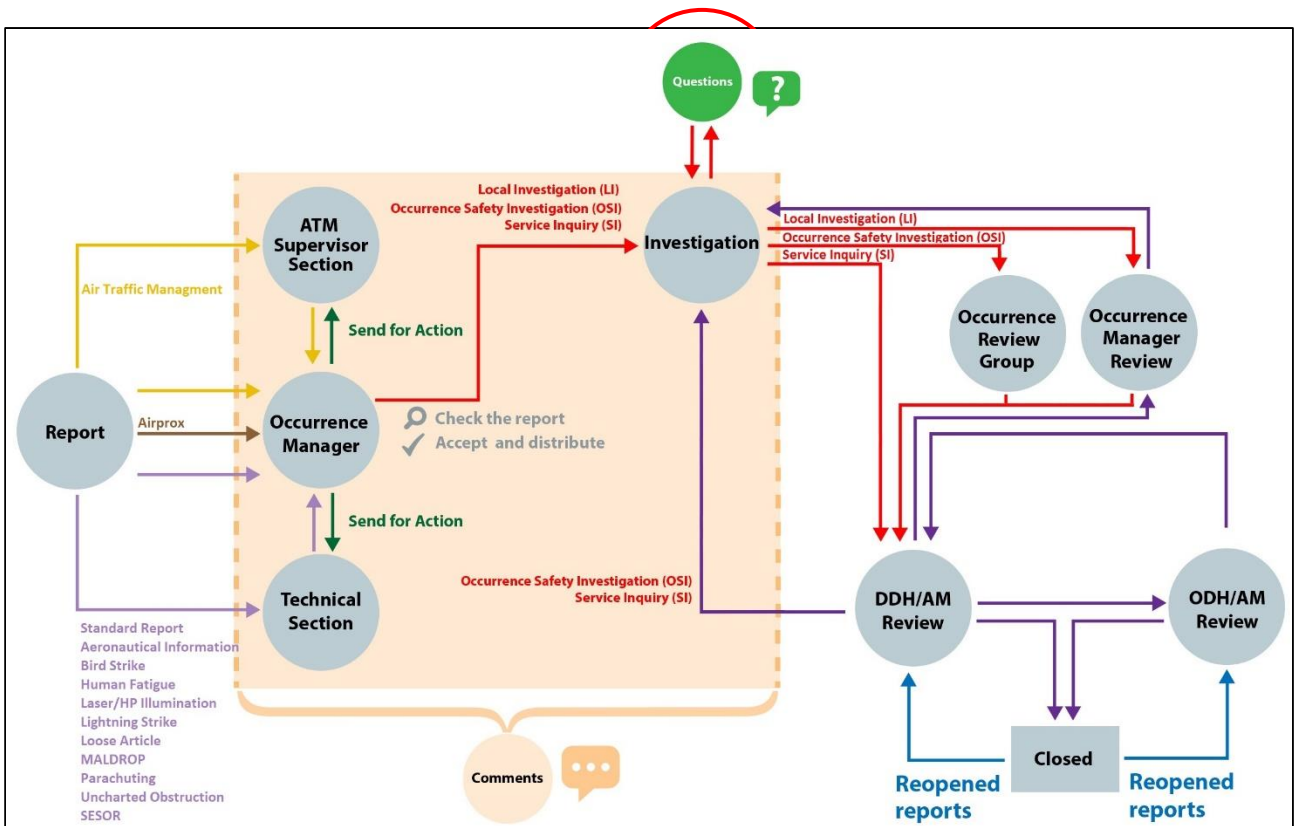 Questions
?
Local Investigation (LI)
Occurrence Safety Investigation (OSI)
Service Inquiry (SI)
ATM
Supervisor
Section
Investigation
Local Investigation (LI)
Occurrence Safety Investigation (OSI)
Service Inquiry (SI)
Air Traffic Managment
Send for Action
Occurrence
Review
Group
Occurrence
Manager
Review
Report
Airprox
Occurrence
Manager
Check the report
Accept and distribute
Send for Action
Technical
Section
Occurrence Safety Investigation (OSI)
Service Inquiry (SI)
DDH/AM
Review
ODH/AM
Review
Standard Report
Aeronautical Information
Bird Strike
Human Fatigue
Laser/HP Illumination
Lightning Strike
Loose Article
MALDROP
Parachuting
Uncharted Obstruction
SESOR
Comments
Closed
Reopened
reports
Reopened
reports